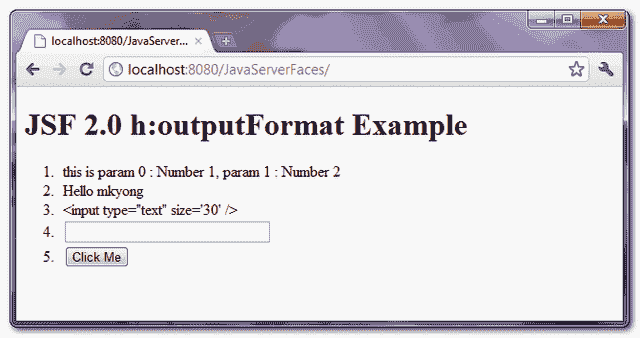 localhost:8080/JavaServer...
localhost:8080/JavaServerFaces/
JSF 2.0 h:outputFormat Example
1. this is param 0 : Number 1, param 1 : Number 2
2. Hello mkyong
3. <input type="text" size='30' />
4.
5. Click Me